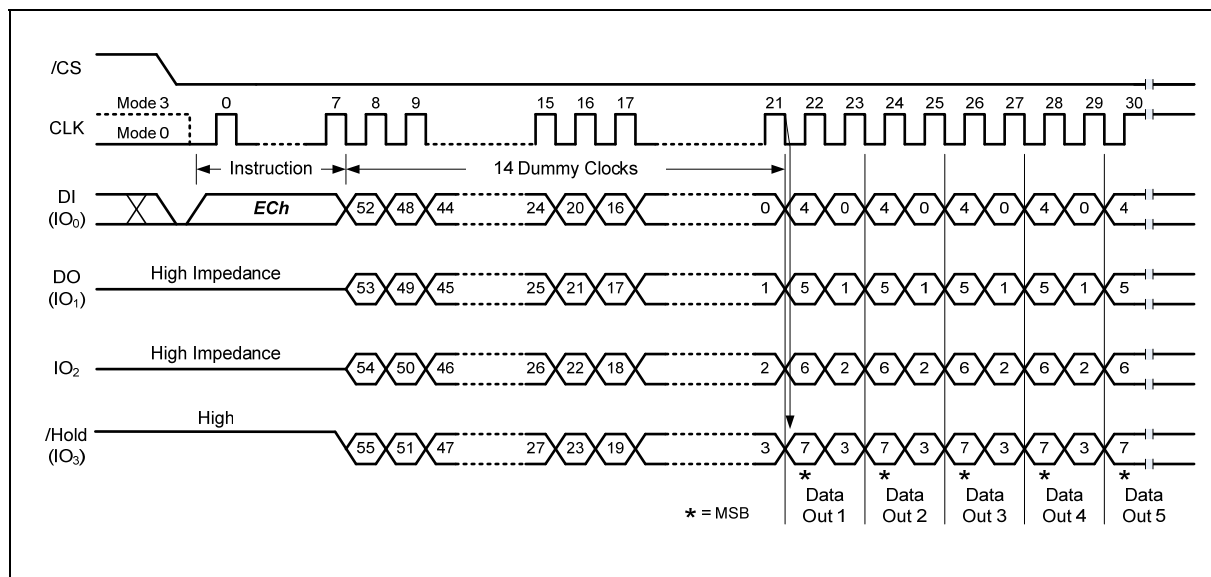 /CS
Mode 3 0 7 8 9 15 16 17 21 22 23 24 25 26 27 28 29 30
CLK
Mode 0
Instruction 14 Dummy Clocks
DI
(IO0) ECh 52 48 44 24 20 16 0 4 0 4 0 4 0 4 0 4
DO
(IO1) High Impedance 53 49 45 25 21 17 1 5 1 5 1 5 1 5 1 5
IO2 High Impedance 54 50 46 26 22 18 2 6 2 6 2 6 2 6 2 6
/Hold
(IO3) High 55 51 47 27 23 19 3 7 3 7 3 7 3 7 3 7
* * * * *
* = MSB
Data Out 1
Data Out 2
Data Out 3
Data Out 4
Data Out 5